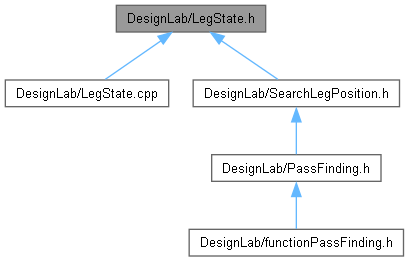 DesignLab/LegState.h
DesignLab/LegState.cpp
DesignLab/SearchLegPosition.h
DesignLab/PassFinding.h
DesignLab/functionPassFinding.h